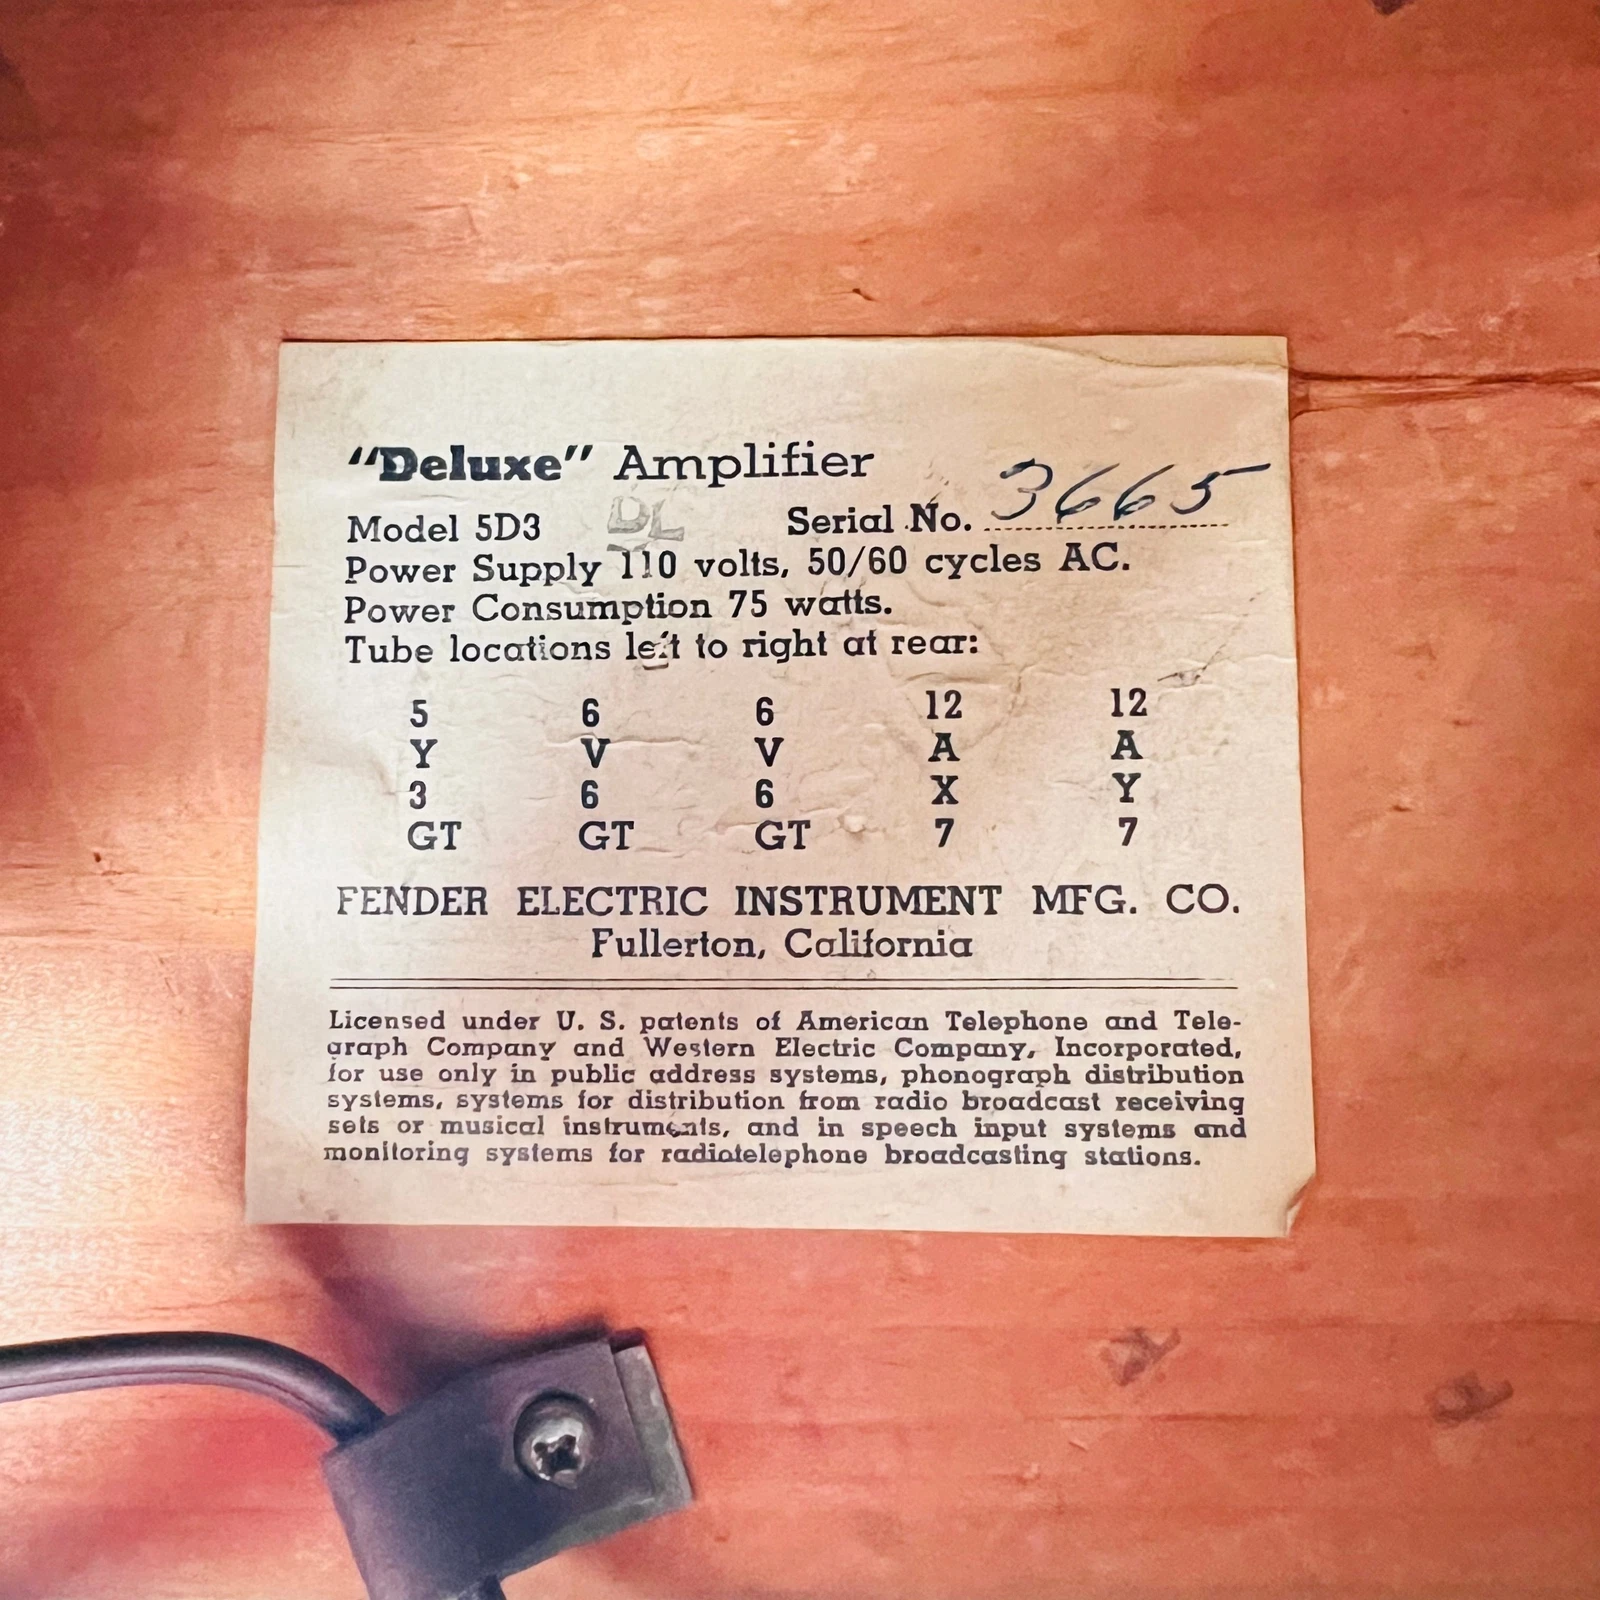 "Deluxe" Amplifier
Model 5D3 DL Serial No. 3665
Power Supply 110 volts, 50/60 cycles AC.
Power Consumption 75 watts.
Tube locations left to right at rear:
5 6 6 12 12
Y V V A A
3 6 6 X Y
GT GT GT 7 7
FENDER ELECTRIC INSTRUMENT MFG. CO.
Fullerton, California
Licensed under U. S. patents of American Telephone and Tele-
graph Company and Western Electric Company, Incorporated,
for use only in public address systems, phonograph distribution
systems, systems for distribution from radio broadcast receiving
sets or musical instruments, and in speech input systems and
monitoring systems for radiotelephone broadcasting stations.